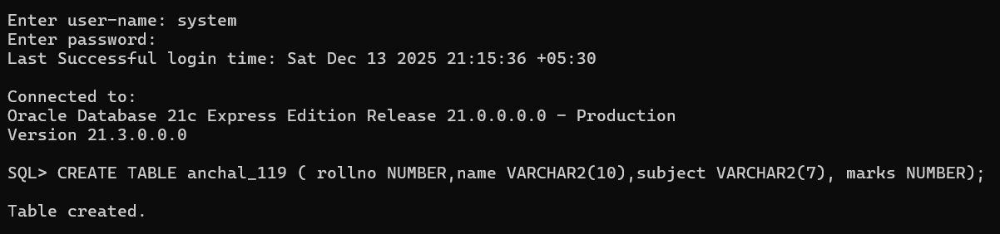 Enter user-name: system
Enter password:
Last Successful login time: Sat Dec 13 2025 21:15:36 +05:30
Connected to:
Oracle Database 21c Express Edition Release 21.0.0.0.0 - Production
Version 21.3.0.0.0
SQL> CREATE TABLE anchal_119 ( rollno NUMBER,name VARCHAR2(10),subject VARCHAR2(7), marks NUMBER);
Table created.